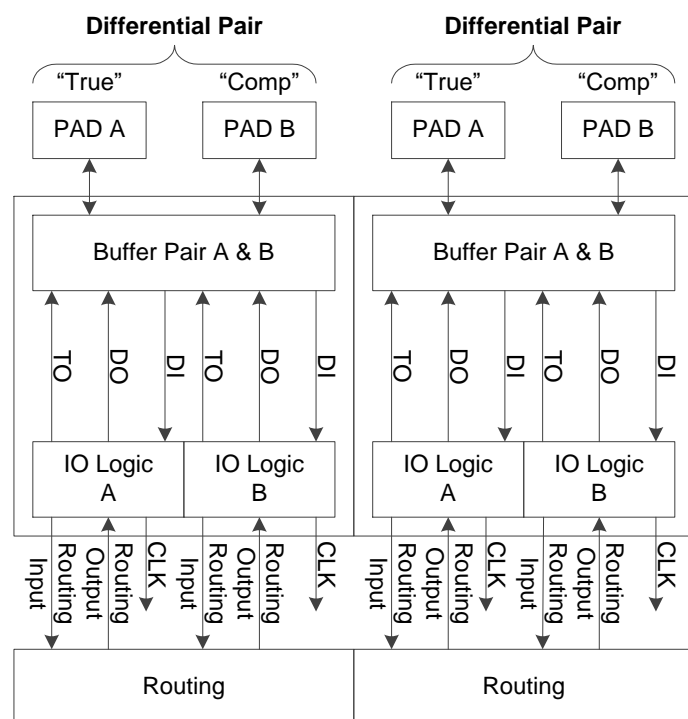 Differential Pair Differential Pair
“True” “Comp” “True” “Comp”
PAD A PAD B PAD A PAD B
Buffer Pair A & B Buffer Pair A & B
TO DO DI TO DO DI TO DO DI TO DO DI
IO Logic A IO Logic B IO Logic A IO Logic B
Routing Input Routing Output CLK Routing Input Routing Output CLK Routing Input Routing Output CLK Routing Input Routing Output CLK
Routing Routing